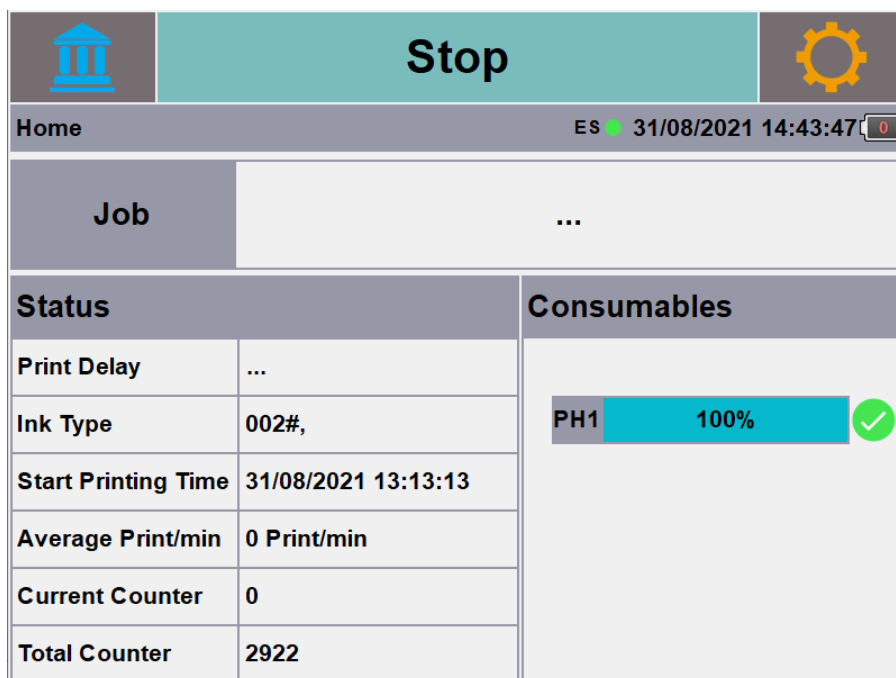 Stop
Home ES 31/08/2021 14:43:47 0
Job ...
Status
Print Delay ...
Ink Type 002#,
Start Printing Time 31/08/2021 13:13:13
Average Print/min 0 Print/min
Current Counter 0
Total Counter 2922
Consumables
PH1 100%